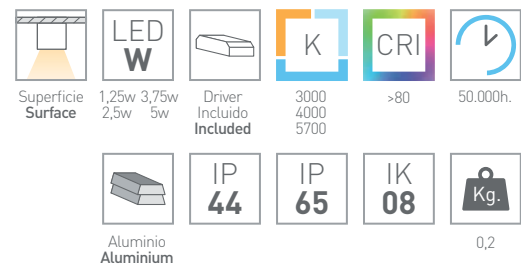 LED
W
K
CRI
Superficie
Surface
1,25w 3,75w
2,5w 5w
Driver
Incluido
Included
3000
4000
5700
>80
50.000h.
IP
44
IP
65
IK
08
Kg.
Aluminio
Aluminium
0,2